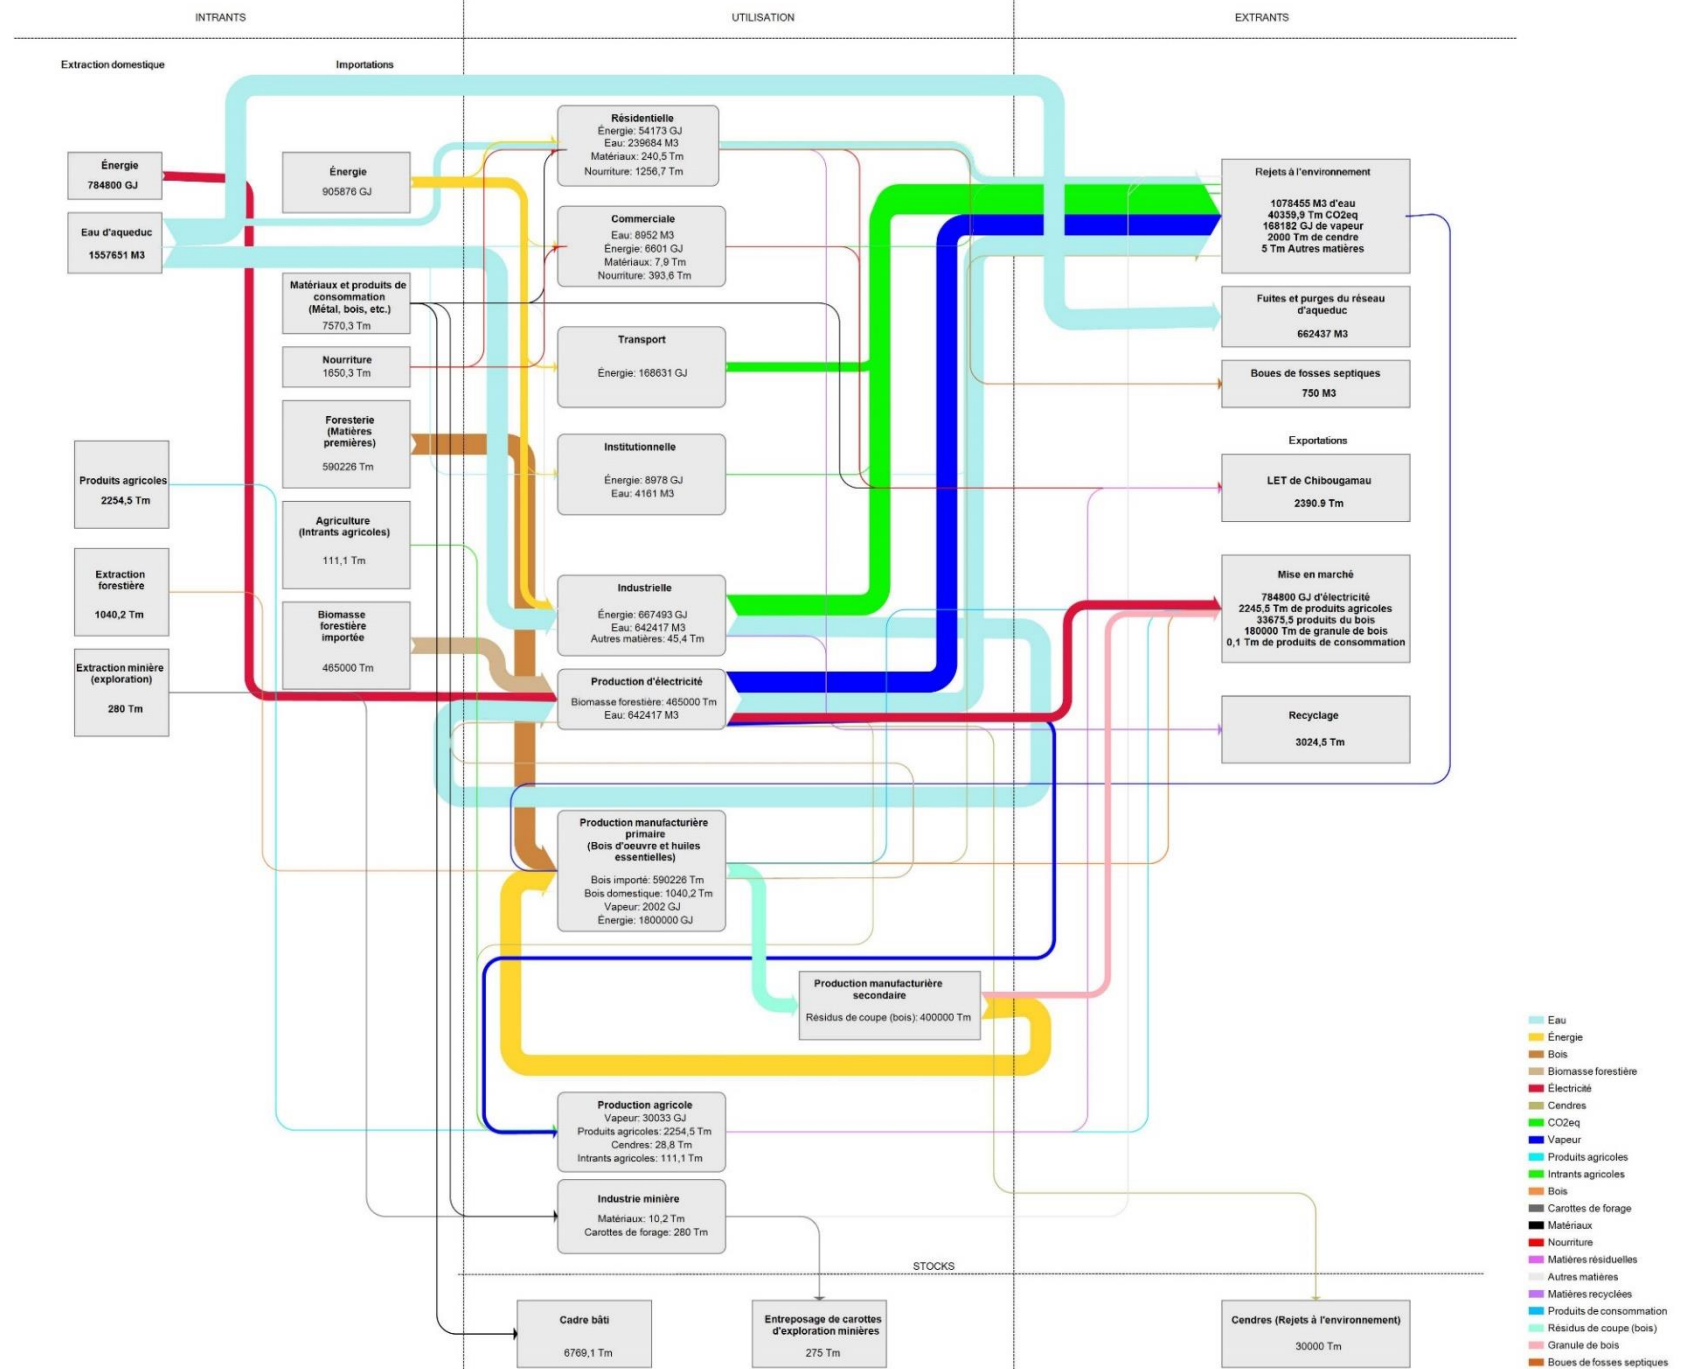 INTRANTS
UTILISATION
EXTRANTS
Extraction domestique
Importations
Énergie
784800 GJ
Eau d'aqueduc
1557651 M3
Produits agricoles
2254,5 Tm
Extraction
forestière
1040,2 Tm
Extraction minière
(exploration)
280 Tm
Énergie
905876 GJ
Matériaux et produits de
consommation
(Métal, bois, etc.)
7570,3 Tm
Nourriture
1650,3 Tm
Foresterie
(Matières
premières)
590226 Tm
Agriculture
(Intrants agricoles)
111,1 Tm
Biomasse
forestière
importée
465000 Tm
Résidentielle
Énergie: 54173 GJ
Eau: 239684 M3
Matériaux: 240,5 Tm
Nourriture: 1256,7 Tm
Commerciale
Eau: 8952 M3
Énergie: 6601 GJ
Matériaux: 7,9 Tm
Nourriture: 393,6 Tm
Transport
Énergie: 168631 GJ
Institutionnelle
Énergie: 8978 GJ
Eau: 4161 M3
Industrielle
Énergie: 667493 GJ
Eau: 642417 M3
Autres matières: 45,4 Tm
Production d'électricité
Biomasse forestière: 465000 Tm
Eau: 642417 M3
Production manufacturière
primaire
(Bois d'oeuvre et huiles
essentielles)
Bois importé: 590226 Tm
Bois domestique: 1040,2 Tm
Vapeur: 2002 GJ
Énergie: 1800000 GJ
Production manufacturière
secondaire
Résidus de coupe (bois): 400000 Tm
Production agricole
Vapeur: 30033 GJ
Produits agricoles: 2254,5 Tm
Cendres: 28,8 Tm
Intrants agricoles: 111,1 Tm
Industrie minière
Matériaux: 10,2 Tm
Carottes de forage: 280 Tm
Rejets à l'environnement
1078455 M3 d'eau
40359,9 Tm CO2eq
168182 GJ de vapeur
2000 Tm de cendre
5 Tm Autres matières
Fuites et purges du réseau
d'aqueduc
662437 M3
Boues de fosses septiques
750 M3
Exportations
LET de Chibougamau
2390.9 Tm
Mise en marché
784800 GJ d'électricité
2245,5 Tm de produits agricoles
33675,5 produits du bois
180000 Tm de granule de bois
0,1 Tm de produits de consommation
Recyclage
3024,5 Tm
STOCKS
Cadre bâti
6769,1 Tm
Entreposage de carottes
d'exploration minières
275 Tm
Cendres (Rejets à l'environnement)
30000 Tm
Eau
Énergie
Bois
Biomasse forestière
Électricité
Cendres
CO2eq
Vapeur
Produits agricoles
Intrants agricoles
Bois
Carottes de forage
Matériaux
Nourriture
Matières résiduelles
Autres matières
Matières recyclées
Produits de consommation
Résidus de coupe (bois)
Granule de bois
Boues de fosses septiques